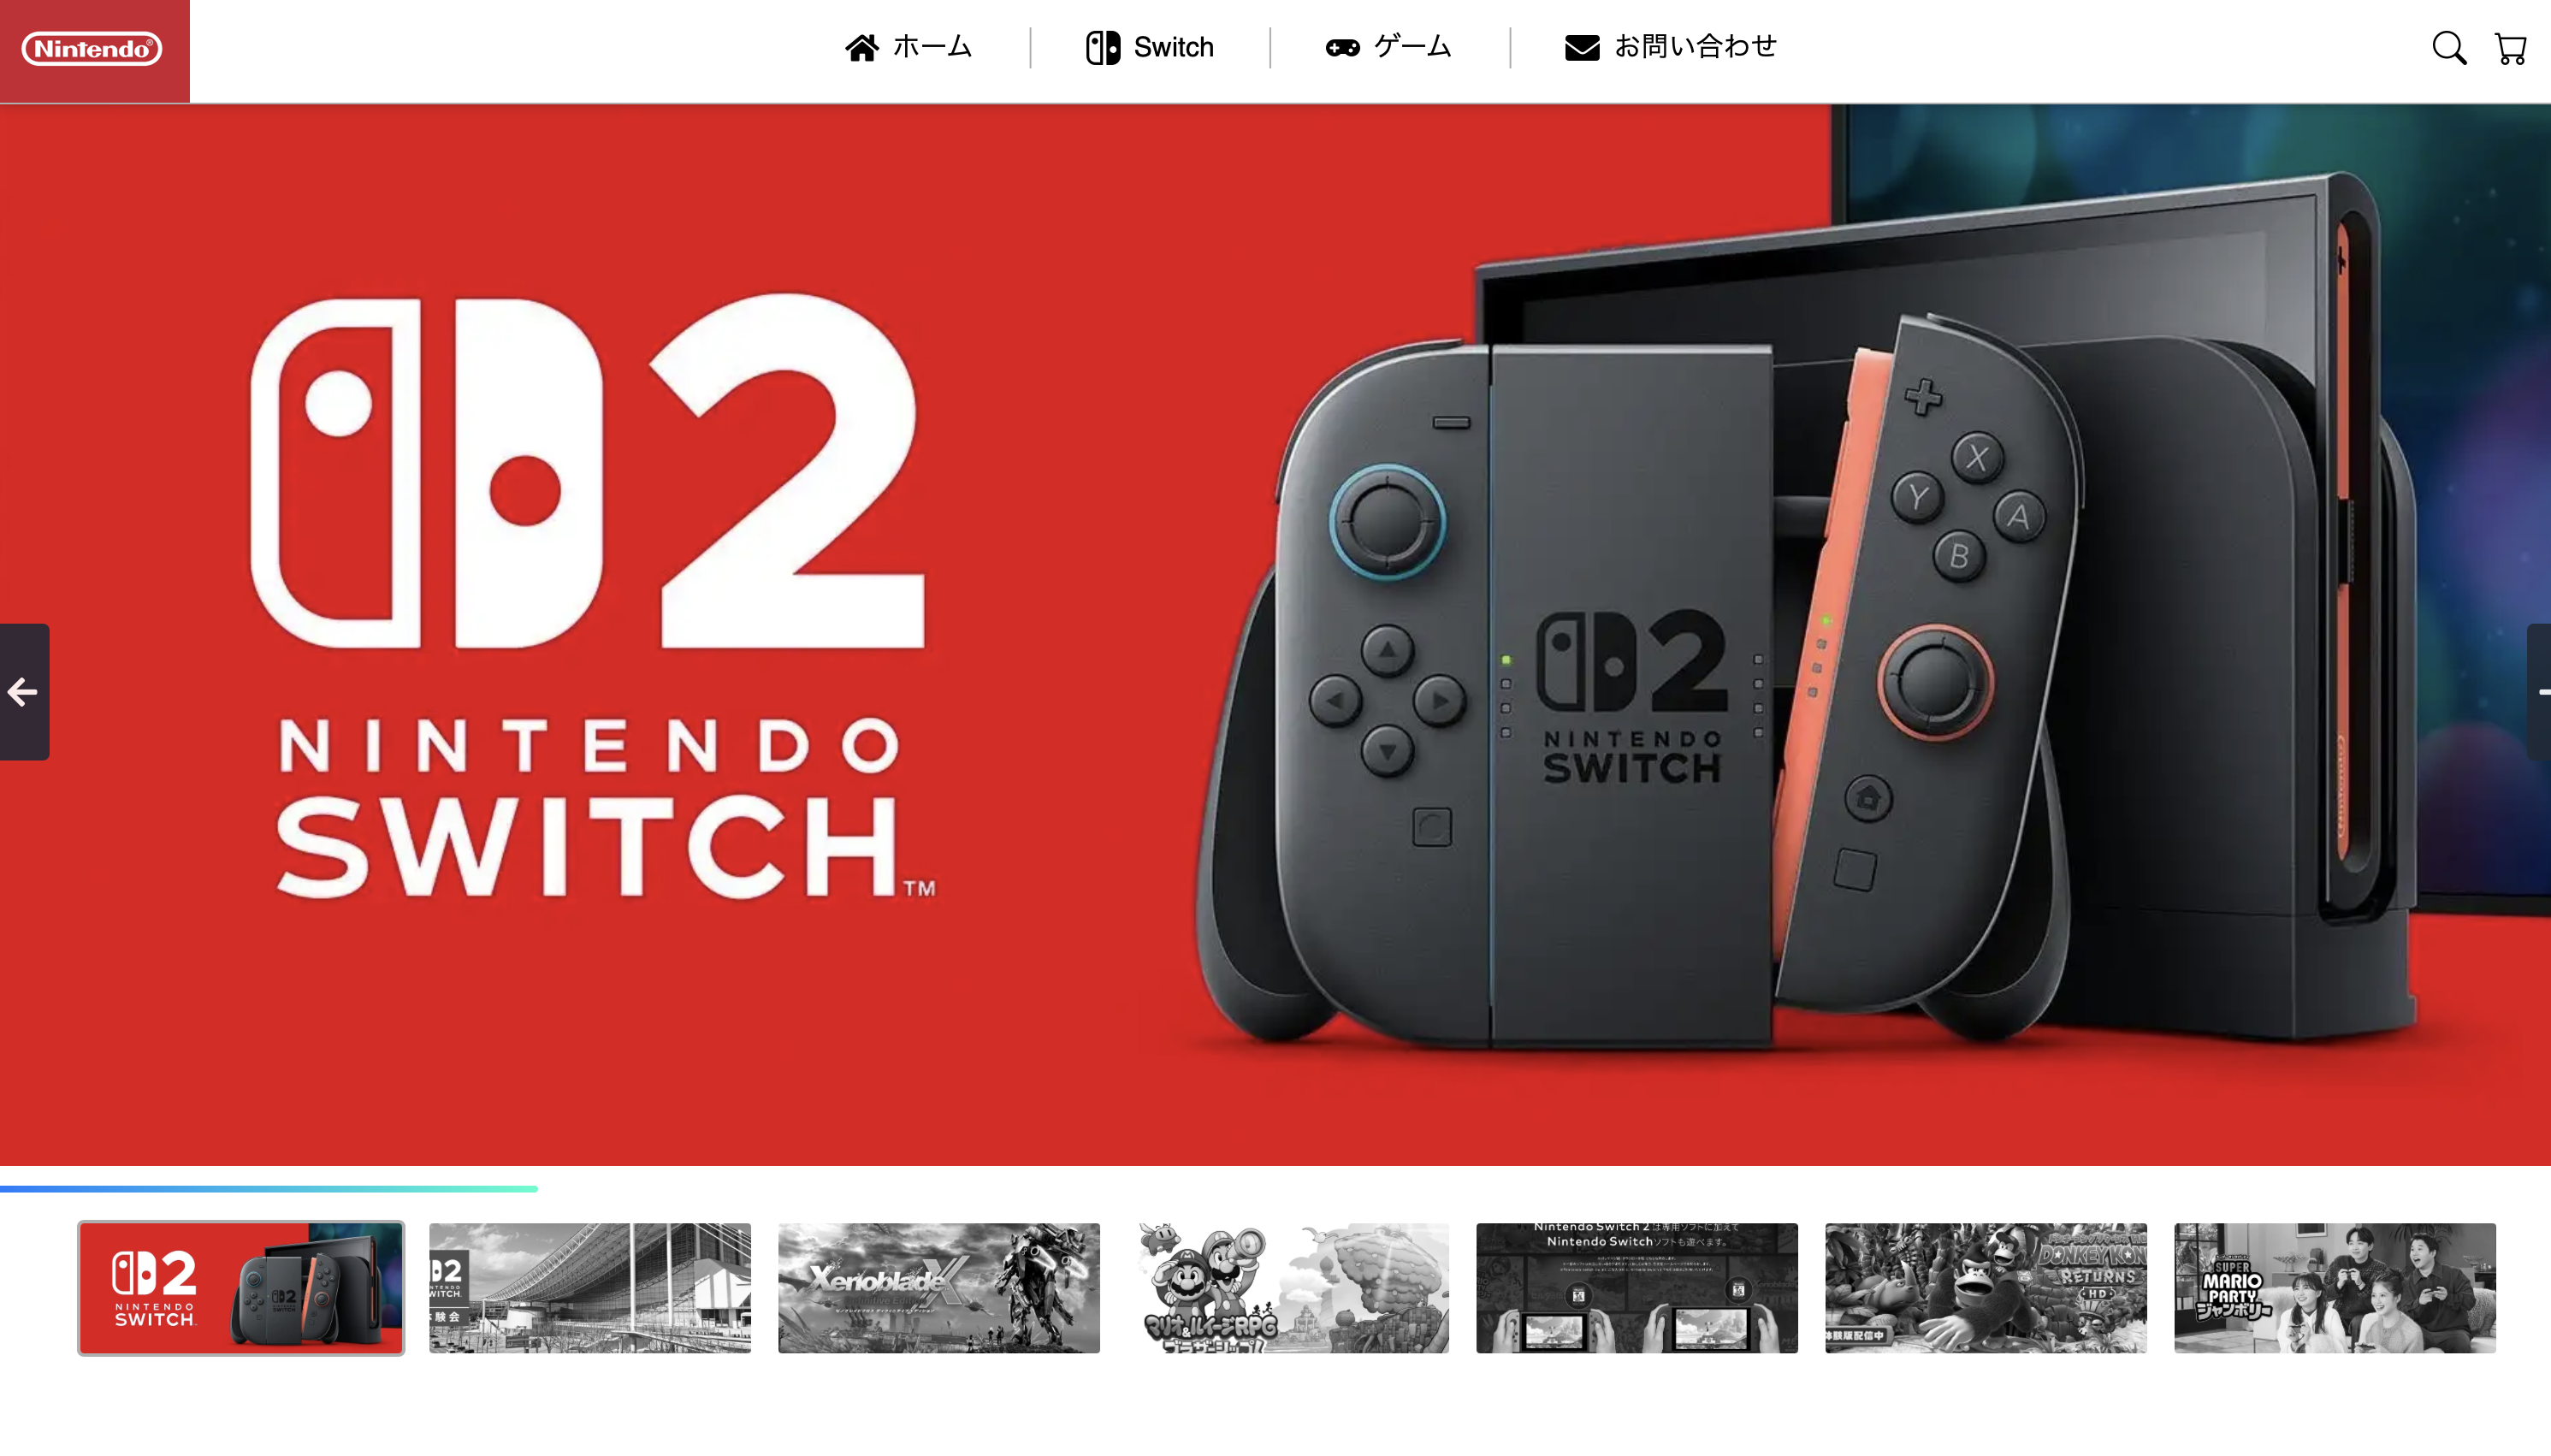 Nintendo®
ホーム
Switch
ゲーム
お問い合わせ
2
NINTENDO
SWITCH™
X
Y
A
B
2
NINTENDO
SWITCH
2
NINTENDO
SWITCH
2
SWITCH.
験会
XenobladeX
マリオ&ルイージRPG
ブラザーシップ!
Nintendo Switch 2 は専用ソフトに加えて
Nintendo Switchソフトも遊べます。
DONKEY KON
RETURNS
HD
体験版配信中
SUPER
MARIO
PARTY
ジャンボリー